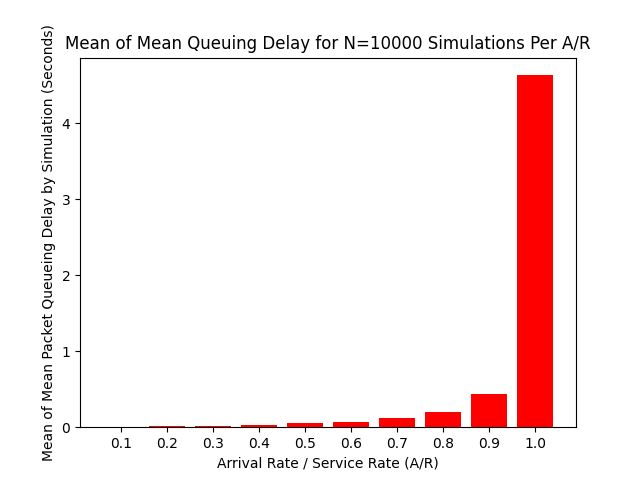 Mean of Mean Queuing Delay for N=10000 Simulations Per A/R
Mean of Mean Packet Queueing Delay by Simulation (Seconds)
4
3
2
1
0
0.1 0.2 0.3 0.4 0.5 0.6 0.7 0.8 0.9 1.0
Arrival Rate / Service Rate (A/R)